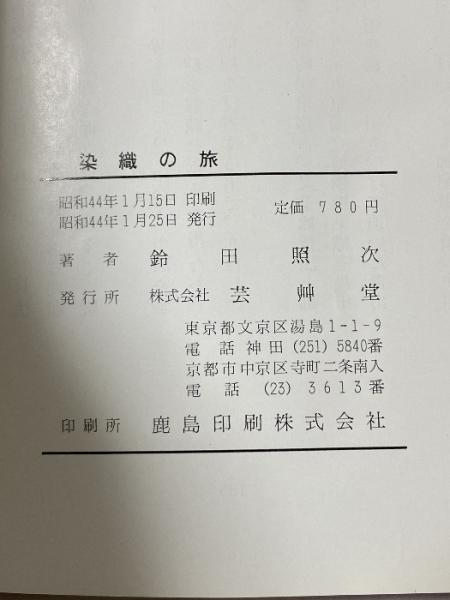 染織の旅
昭和44年1月15日 印刷
昭和44年1月25日 発行
定価 780円
著者 鈴田照次
発行所 株式会社 芸艸堂
東京都文京区湯島1-1-9
電話 神田 (251) 5840番
京都市中京区寺町二条南入
電話 (23) 3613番
印刷所 鹿島印刷株式会社